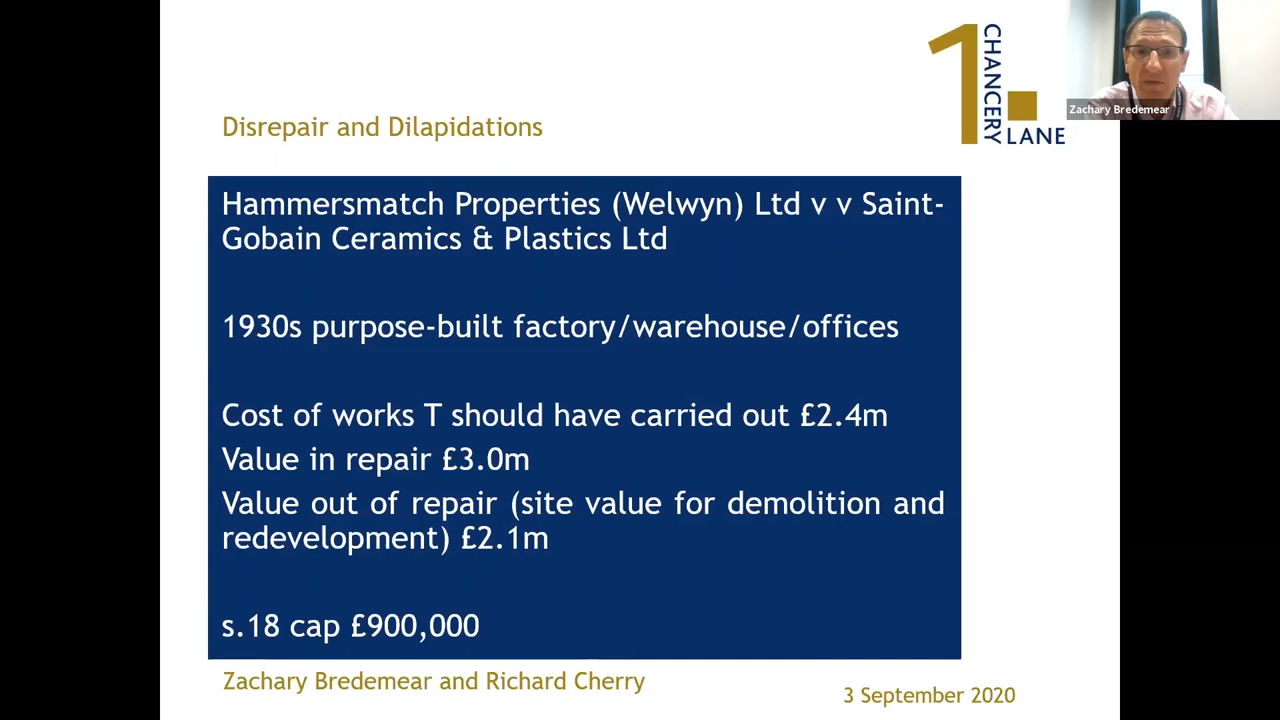 1 CHANCERY LANE
Zachary Bredemear
Disrepair and Dilapidations
Hammersmatch Properties (Welwyn) Ltd v v Saint-
Gobain Ceramics & Plastics Ltd
1930s purpose-built factory/warehouse/offices
Cost of works T should have carried out £2.4m
Value in repair £3.0m
Value out of repair (site value for demolition and
redevelopment) £2.1m
s.18 cap £900,000
Zachary Bredemear and Richard Cherry
3 September 2020